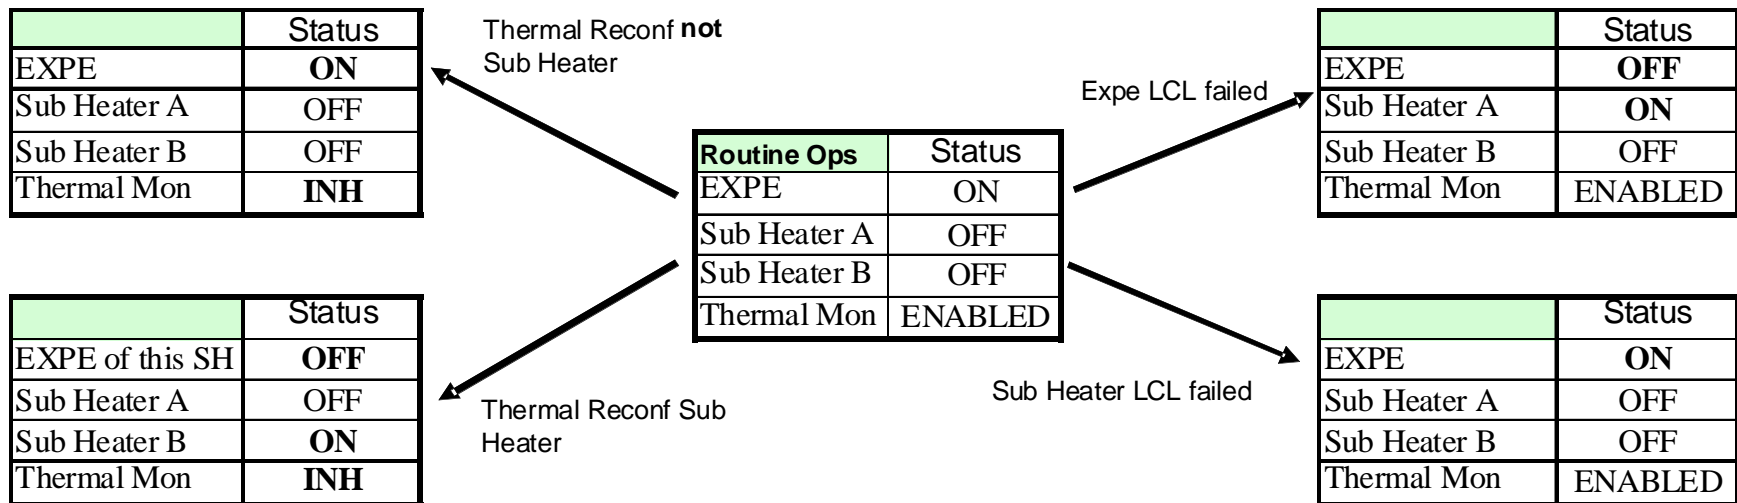 Status
EXPE ON
Sub Heater A OFF
Sub Heater B OFF
Thermal Mon INH
Thermal Reconf not
Sub Heater
Expe LCL failed
Status
EXPE OFF
Sub Heater A ON
Sub Heater B OFF
Thermal Mon ENABLED
Routine Ops Status
EXPE ON
Sub Heater A OFF
Sub Heater B OFF
Thermal Mon ENABLED
Status
EXPE of this SH OFF
Sub Heater A OFF
Sub Heater B ON
Thermal Mon INH
Thermal Reconf Sub
Heater
Sub Heater LCL failed
Status
EXPE ON
Sub Heater A OFF
Sub Heater B OFF
Thermal Mon ENABLED